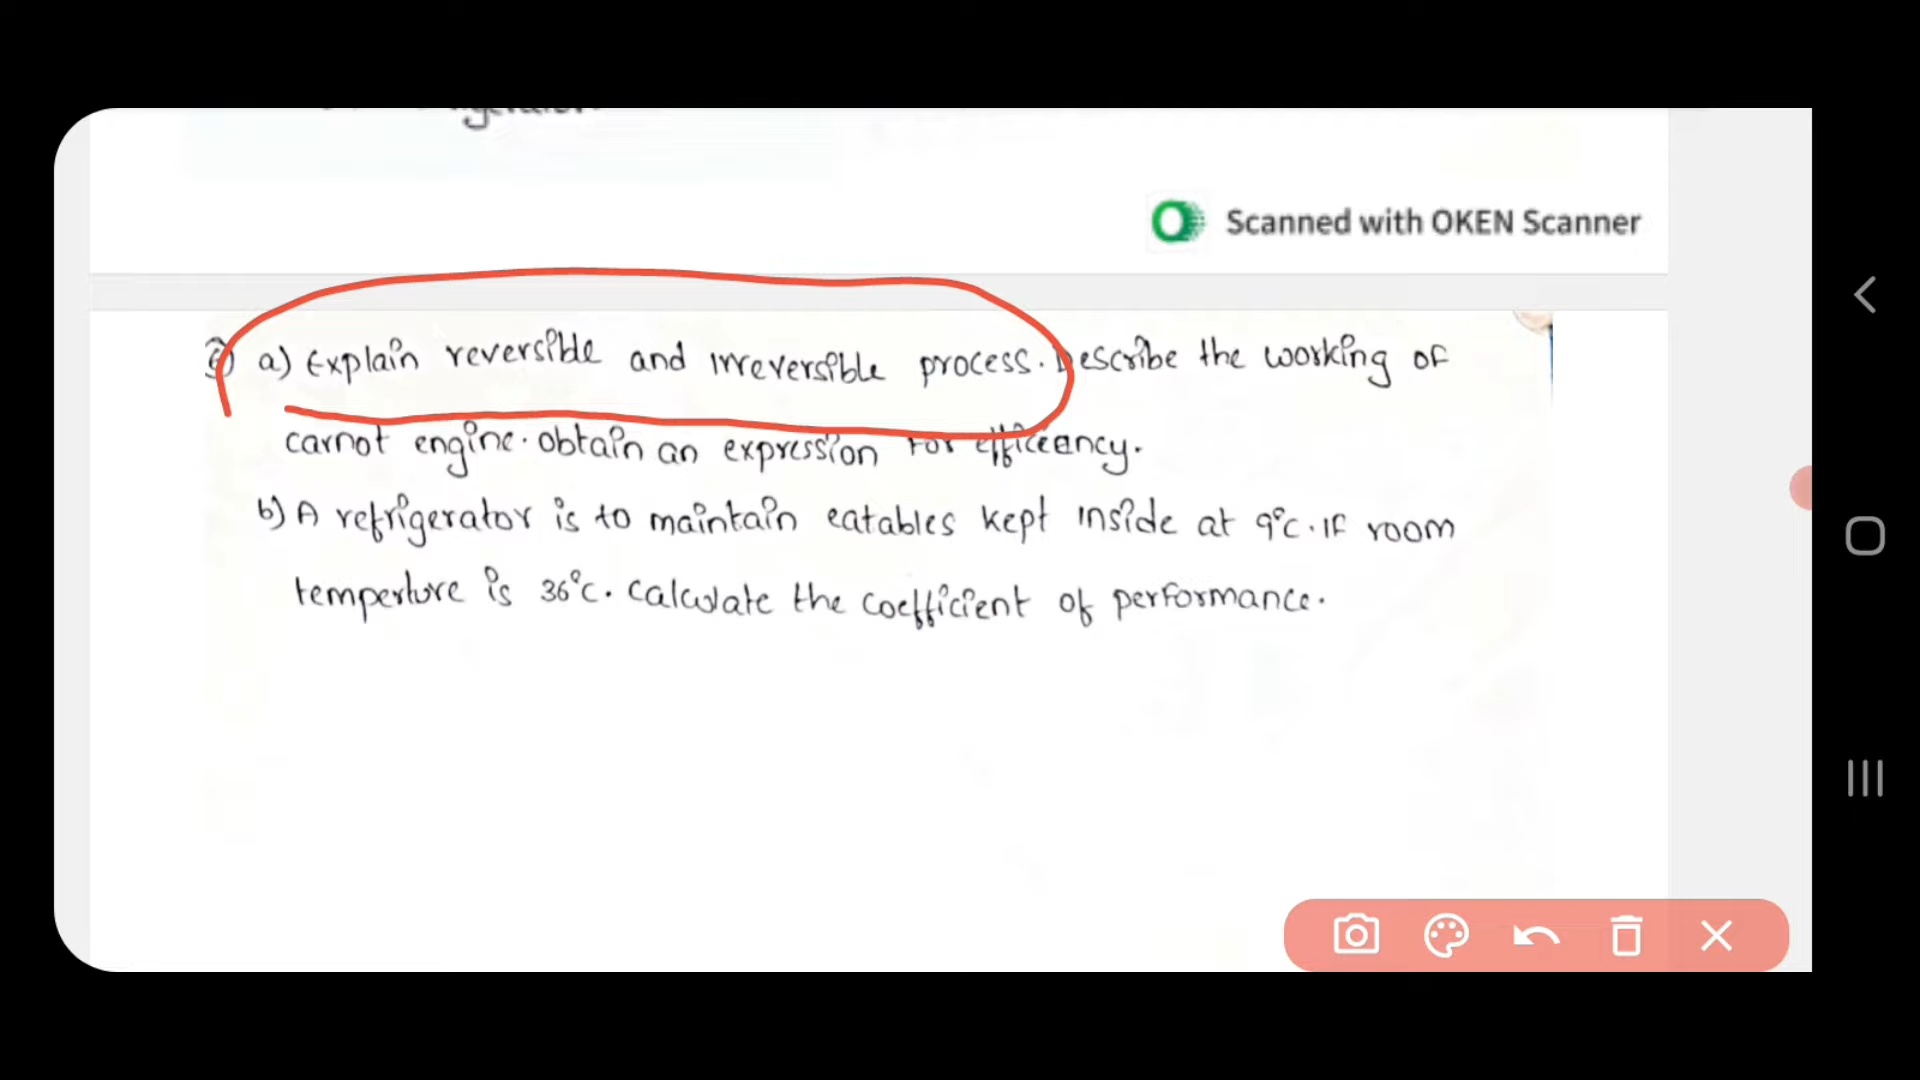 Scanned with OKEN Scanner
a) Explain reversible and irreversible process. Describe the working of
carnot engine. obtain an expression for efficeency.
b) A refrigerator is to maintain eatables kept inside at 9°c. If room
temperture is 36°c. calculate the coefficient of performance.